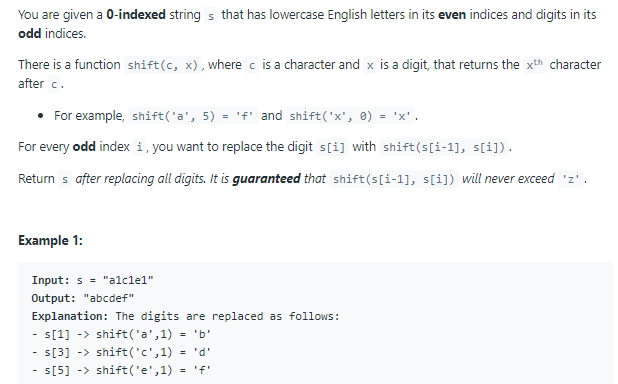 You are given a 0-indexed string s that has lowercase English letters in its even indices and digits in its
odd indices.
There is a function shift(c, x), where c is a character and x is a digit, that returns the xth character
after c.
• For example, shift('a', 5) = 'f' and shift('x', 0) = 'x'.
For every odd index i, you want to replace the digit s[i] with shift(s[i-1], s[i]).
Return s after replacing all digits. It is guaranteed that shift(s[i-1], s[i]) will never exceed 'z'.
Example 1:
Input: s = "a1c1e1"
Output: "abcdef"
Explanation: The digits are replaced as follows:
- s[1] -> shift('a',1) = 'b'
- s[3] -> shift('c',1) = 'd'
- s[5] -> shift('e',1) = 'f'